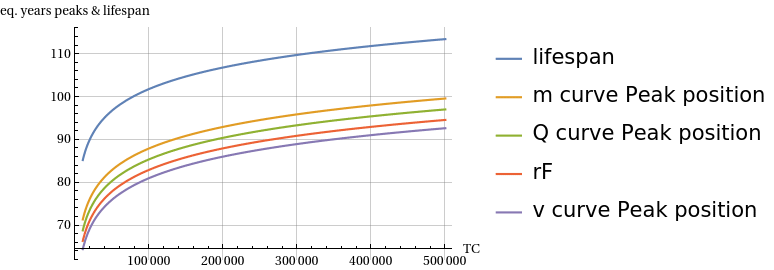 eq. years peaks & lifespan
110
100
90
80
70
100 000
200 000
300 000
400 000
500 000
TC
lifespan
m curve Peak position
Q curve Peak position
rF
v curve Peak position